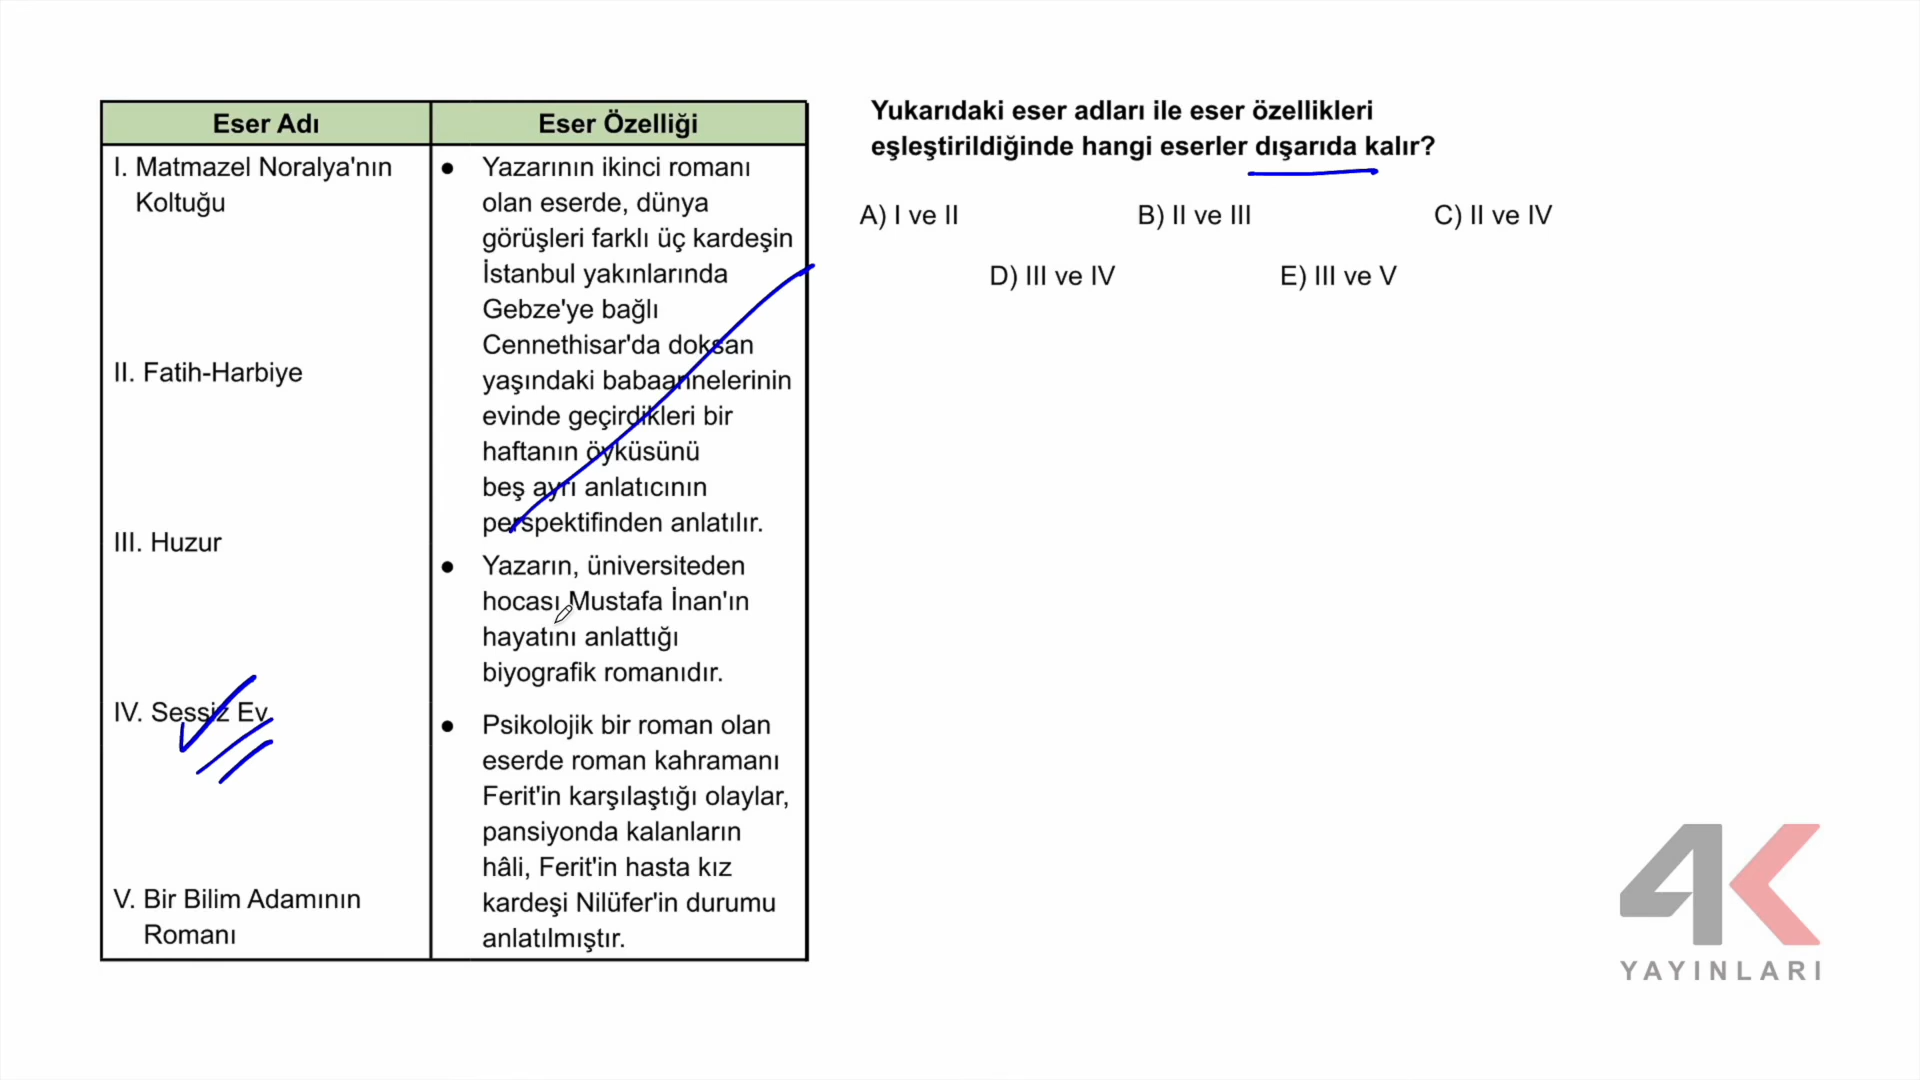 Eser Adı
Eser Özelliği
I. Matmazel Noralya'nın
Koltuğu
II. Fatih-Harbiye
III. Huzur
IV. Sessiz Ev
V. Bir Bilim Adamının
Romanı
● Yazarının ikinci romanı
olan eserde, dünya
görüşleri farklı üç kardeşin
İstanbul yakınlarında
Gebze'ye bağlı
Cennethisar'da doksan
yaşındaki babaannelerinin
evinde geçirdikleri bir
haftanın öyküsünü
beş ayrı anlatıcının
perspektifinden anlatılır.
● Yazarın, üniversiteden
hocası Mustafa İnan'ın
hayatını anlattığı
biyografik romanıdır.
● Psikolojik bir roman olan
eserde roman kahramanı
Ferit'in karşılaştığı olaylar,
pansiyonda kalanların
hâli, Ferit'in hasta kız
kardeşi Nilüfer'in durumu
anlatılmıştır.
Yukarıdaki eser adları ile eser özellikleri
eşleştirildiğinde hangi eserler dışarıda kalır?
A) I ve II
B) II ve III
C) II ve IV
D) III ve IV
E) III ve V
4K
YAYINLARI